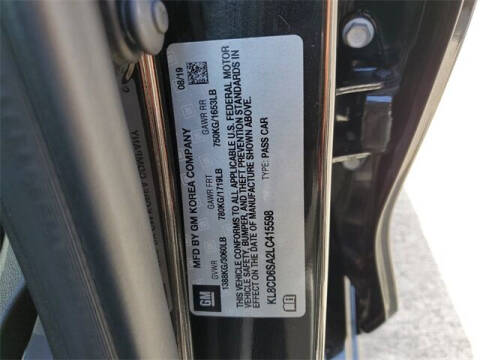 GM
MFD BY GM KOREA COMPANY
08/19
GVWR GAWR FRT GAWR RR
1388KG/3060LB 780KG/1719LB 750KG/1653LB
THIS VEHICLE CONFORMS TO ALL APPLICABLE U.S. FEDERAL MOTOR
VEHICLE SAFETY, BUMPER, AND THEFT PREVENTION STANDARDS IN
EFFECT ON THE DATE OF MANUFACTURE SHOWN ABOVE.
KL8CD6SA2LC415598 TYPE: PASS CAR